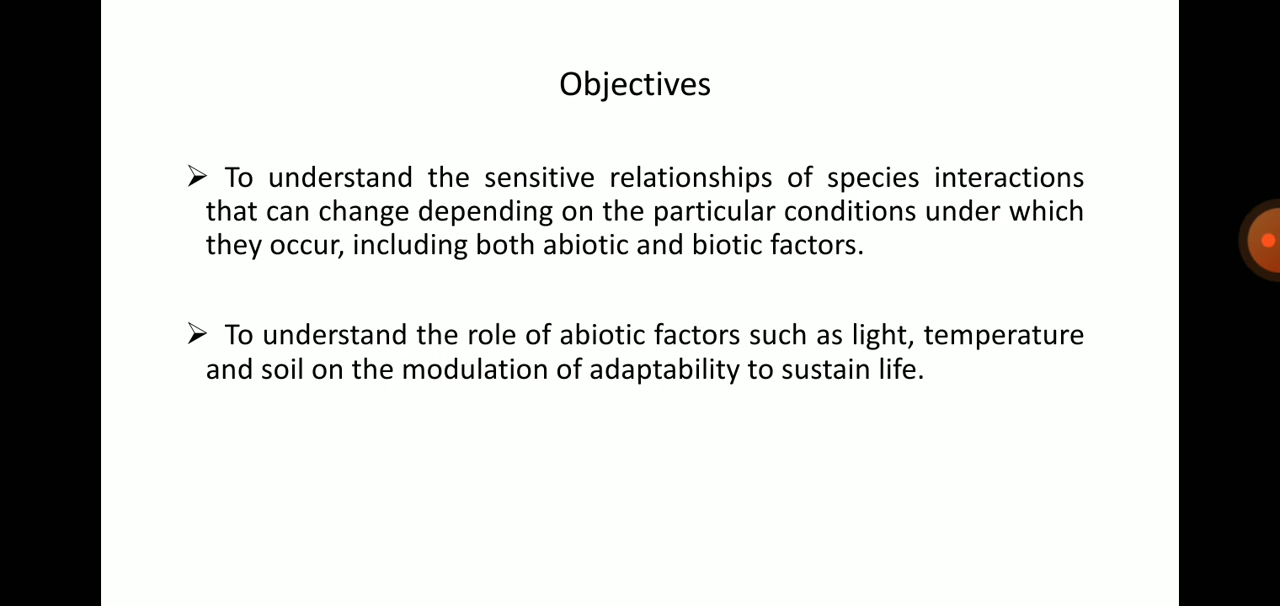 Objectives
➢ To understand the sensitive relationships of species interactions
that can change depending on the particular conditions under which
they occur, including both abiotic and biotic factors.
➢ To understand the role of abiotic factors such as light, temperature
and soil on the modulation of adaptability to sustain life.